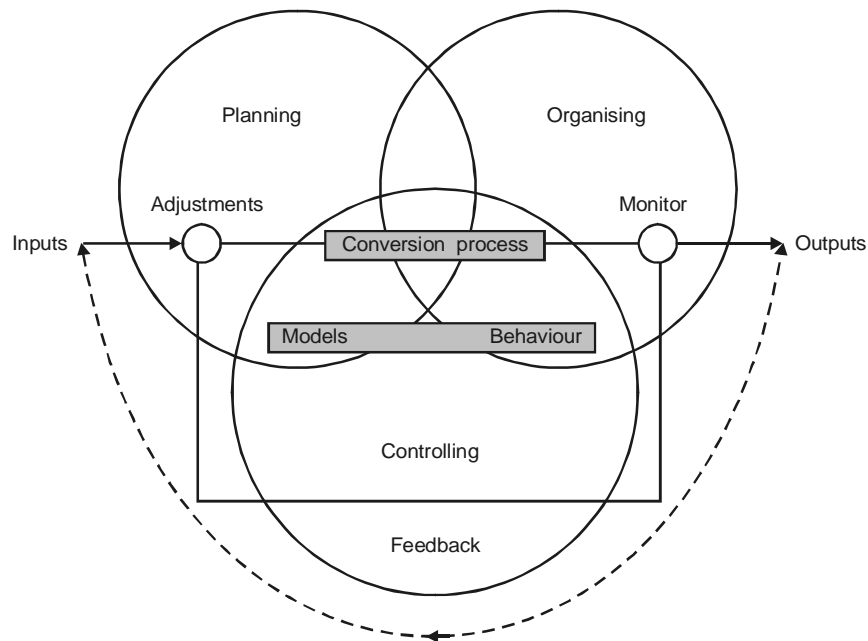 Planning
Organising
Adjustments
Monitor
Inputs
Conversion process
Outputs
Models
Behaviour
Controlling
Feedback